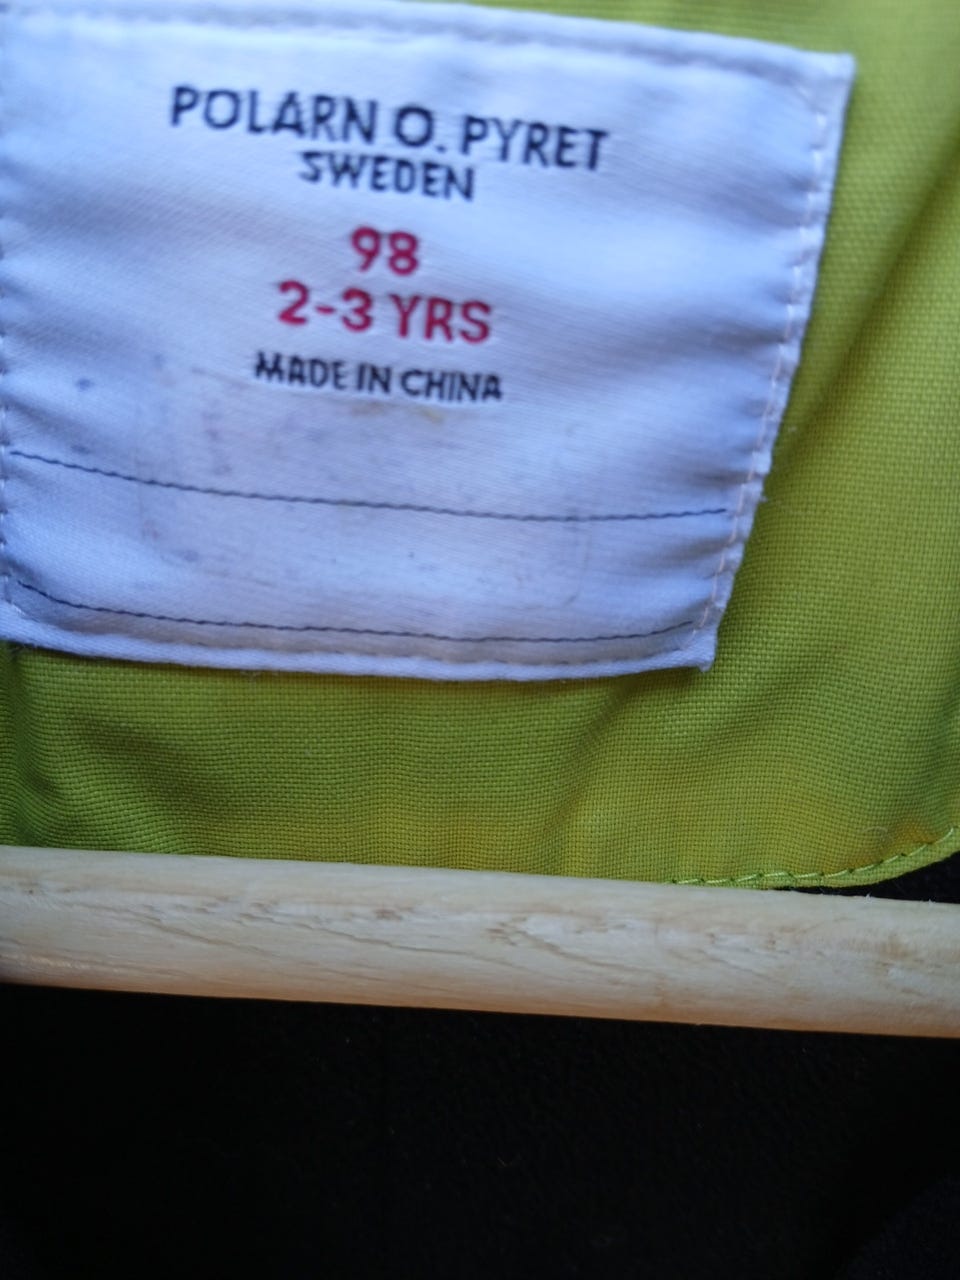 POLARN O. PYRET
SWEDEN
98
2-3 YRS
MADE IN CHINA